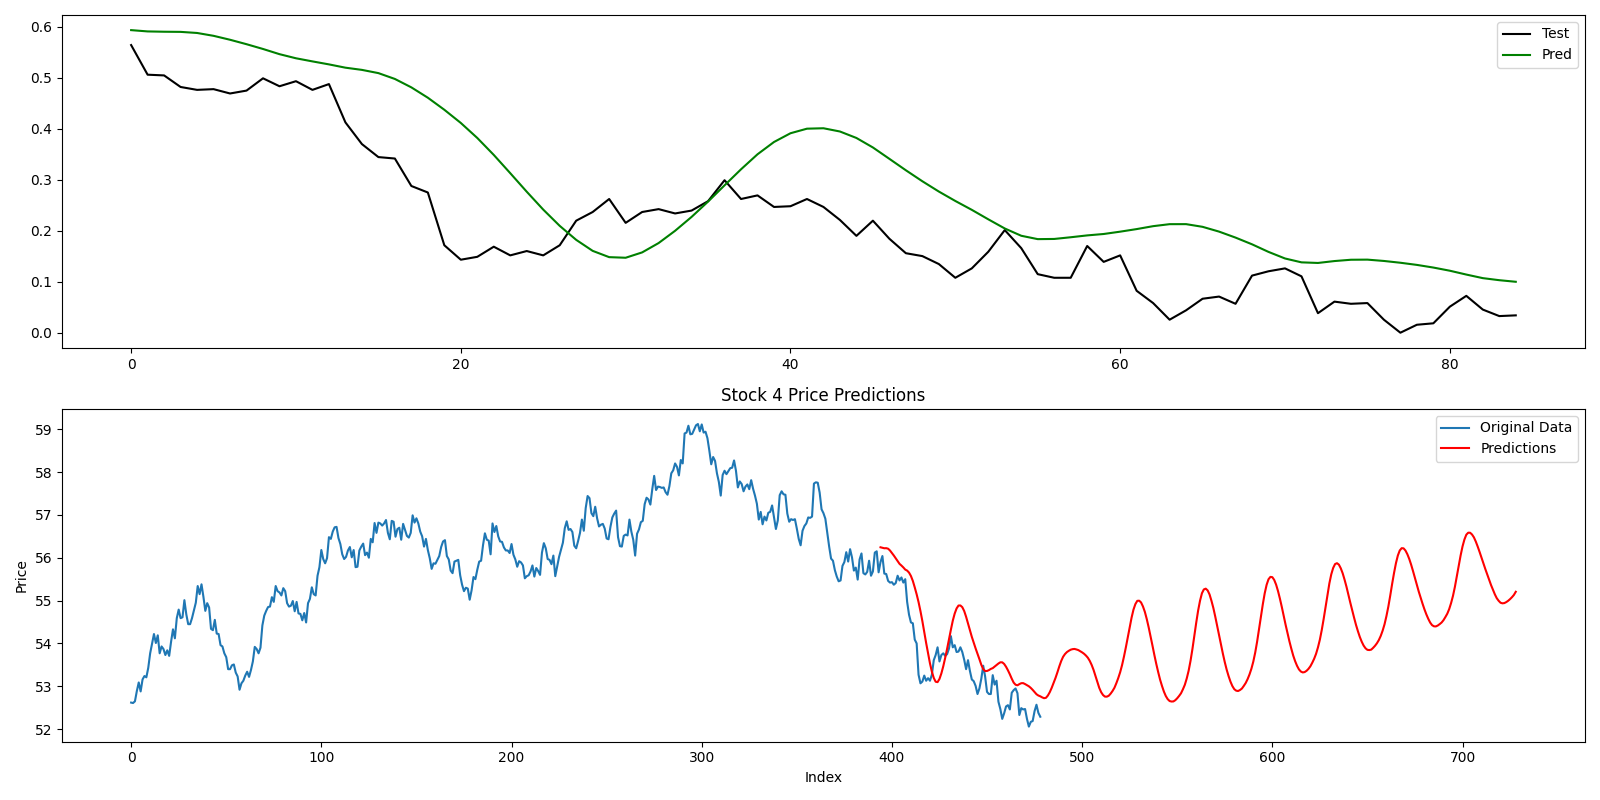 0.6
0.5
0.4
0.3
0.2
0.1
0.0
Test
Pred
0 20 40 60 80
Stock 4 Price Predictions
Price
59
58
57
56
55
54
53
52
Original Data
Predictions
0 100 200 300 400 500 600 700
Index